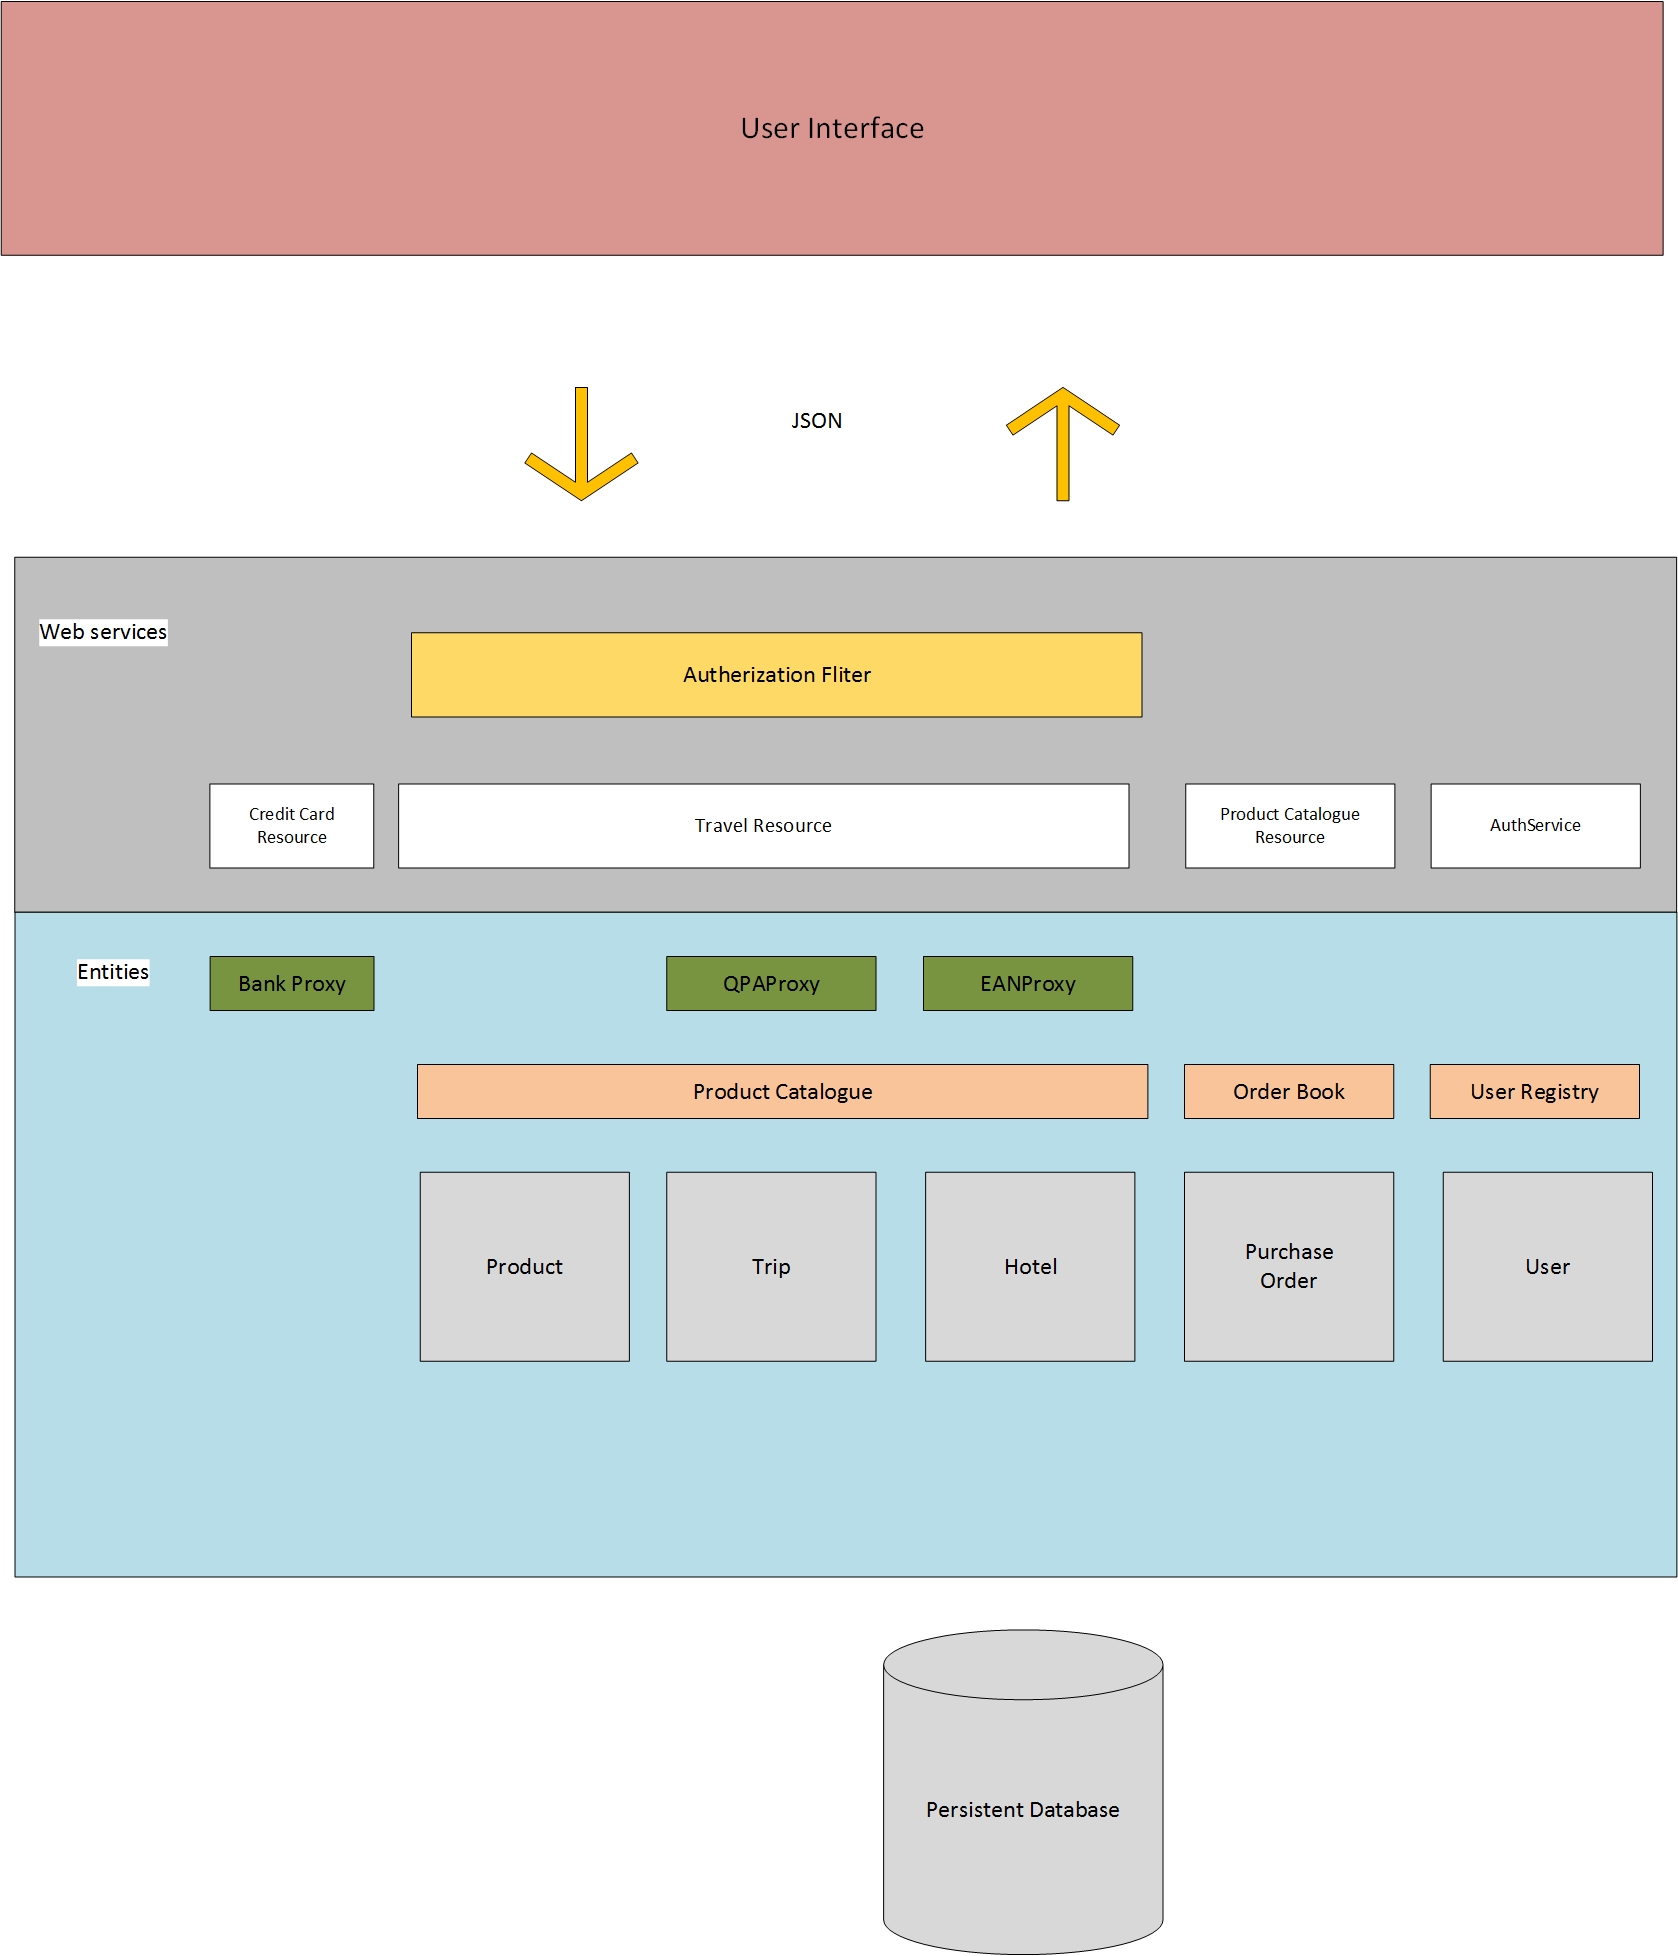 User Interface
JSON
Web services
Autherization Fliter
Credit Card
Resource
Travel Resource
Product Catalogue
Resource
AuthService
Entities
Bank Proxy
QPAProxy
EANProxy
Product Catalogue
Order Book
User Registry
Product
Trip
Hotel
Purchase
Order
User
Persistent Database